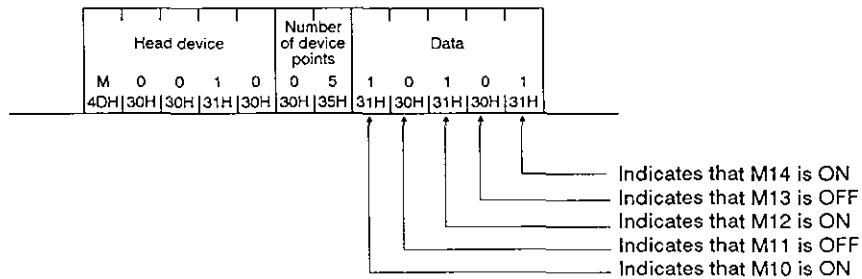 Head device
Number of device points
Data
M 0 0 1 0 0 5 1 0 1 0 1
4DH 30H 30H 31H 30H 30H 35H 31H 30H 31H 30H 31H
Indicates that M14 is ON
Indicates that M13 is OFF
Indicates that M12 is ON
Indicates that M11 is OFF
Indicates that M10 is ON